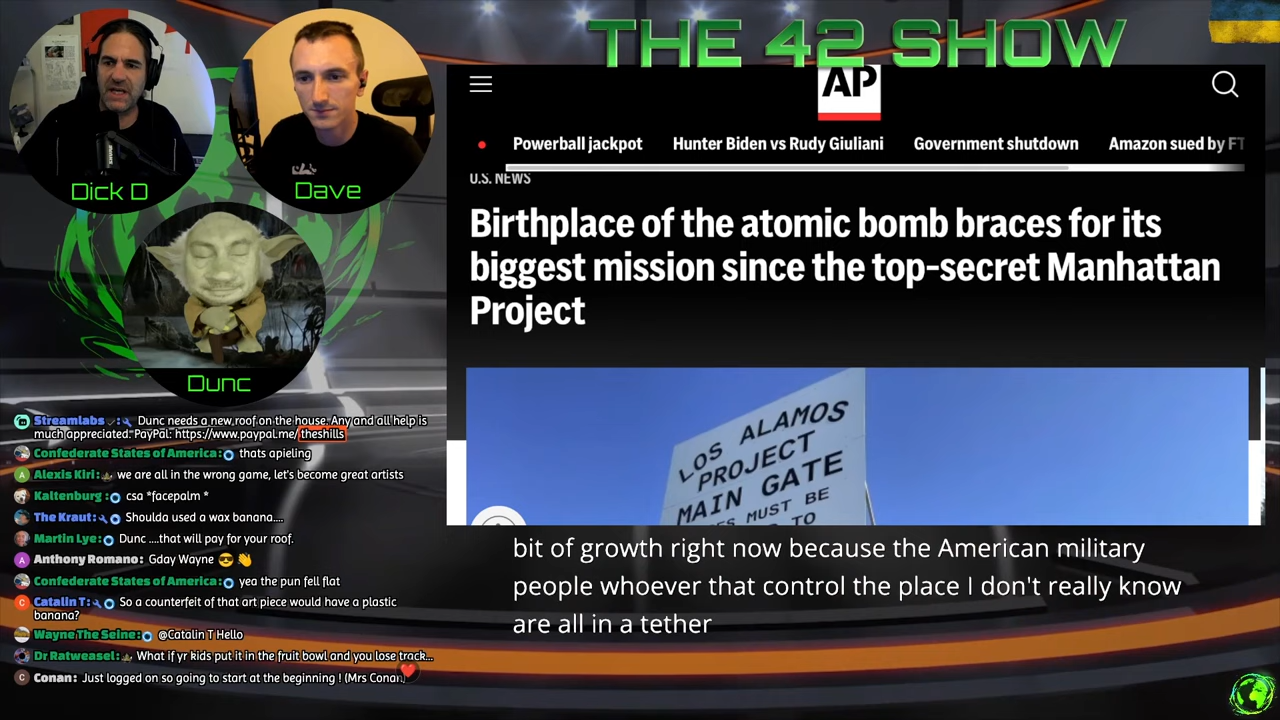 THE 42 SHOW
AP
Powerball jackpot Hunter Biden vs Rudy Giuliani Government shutdown Amazon sued by FT
U.S. NEWS
Birthplace of the atomic bomb braces for its
biggest mission since the top-secret Manhattan
Project
LOS ALAMOS
PROJECT
MAIN GATE
MUST BE
TO
Dick D
Dave
Dunc
Streamlabs: Dunc needs a new roof on the house. Any and all help is
much appreciated. PayPal: https://www.paypal.me/theshills
Confederate States of America: thats apieling
Alexis Kiri: we are all in the wrong game, let's become great artists
Kaltenburg: csa *facepalm *
The Kraut: Shoulda used a wax banana....
Martin Lye: Dunc ....that will pay for your roof.
Anthony Romano: Gday Wayne 😎 👋
Confederate States of America: yea the pun fell flat
Catalin T: So a counterfeit of that art piece would have a plastic
banana?
Wayne The Seine: @Catalin T Hello
Dr Ratweasel: What if yr kids put it in the fruit bowl and you lose track...
Conan: Just logged on so going to start at the beginning ! (Mrs Conan)
bit of growth right now because the American military
people whoever that control the place I don't really know
are all in a tether